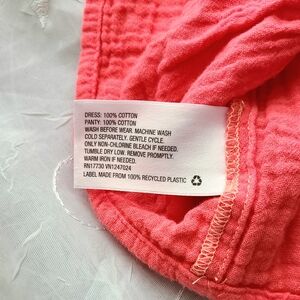 DRESS: 100% COTTON
PANTY: 100% COTTON
WASH BEFORE WEAR. MACHINE WASH
COLD SEPARATELY. GENTLE CYCLE.
ONLY NON-CHLORINE BLEACH IF NEEDED.
TUMBLE DRY LOW. REMOVE PROMPTLY.
WARM IRON IF NEEDED.
RN17730 VN1247024
LABEL MADE FROM 100% RECYCLED PLASTIC